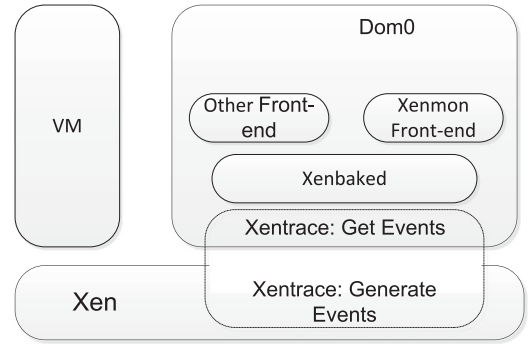 Dom0
VM
Other Front-
end
Xenmon
Front-end
Xenbaked
Xentrace: Get Events
Xen
Xentrace: Generate
Events